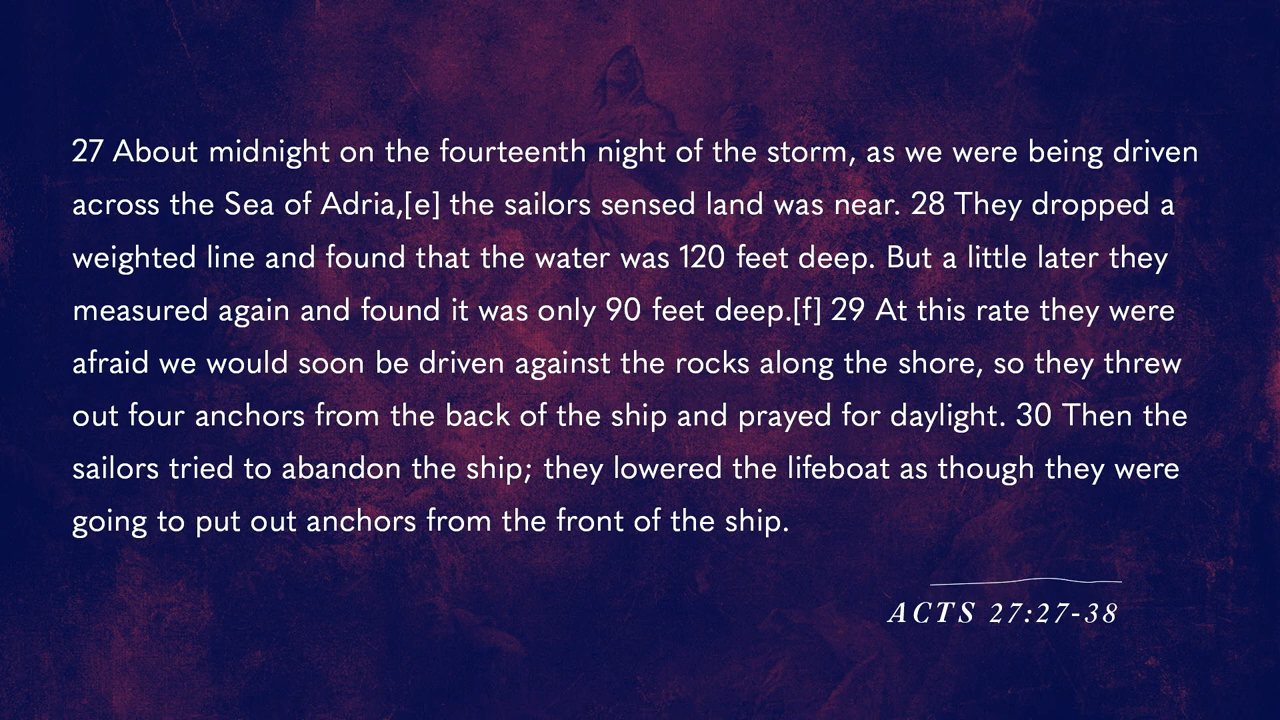 27 About midnight on the fourteenth night of the storm, as we were being driven
across the Sea of Adria,[e] the sailors sensed land was near. 28 They dropped a
weighted line and found that the water was 120 feet deep. But a little later they
measured again and found it was only 90 feet deep.[f] 29 At this rate they were
afraid we would soon be driven against the rocks along the shore, so they threw
out four anchors from the back of the ship and prayed for daylight. 30 Then the
sailors tried to abandon the ship; they lowered the lifeboat as though they were
going to put out anchors from the front of the ship.
ACTS 27:27-38